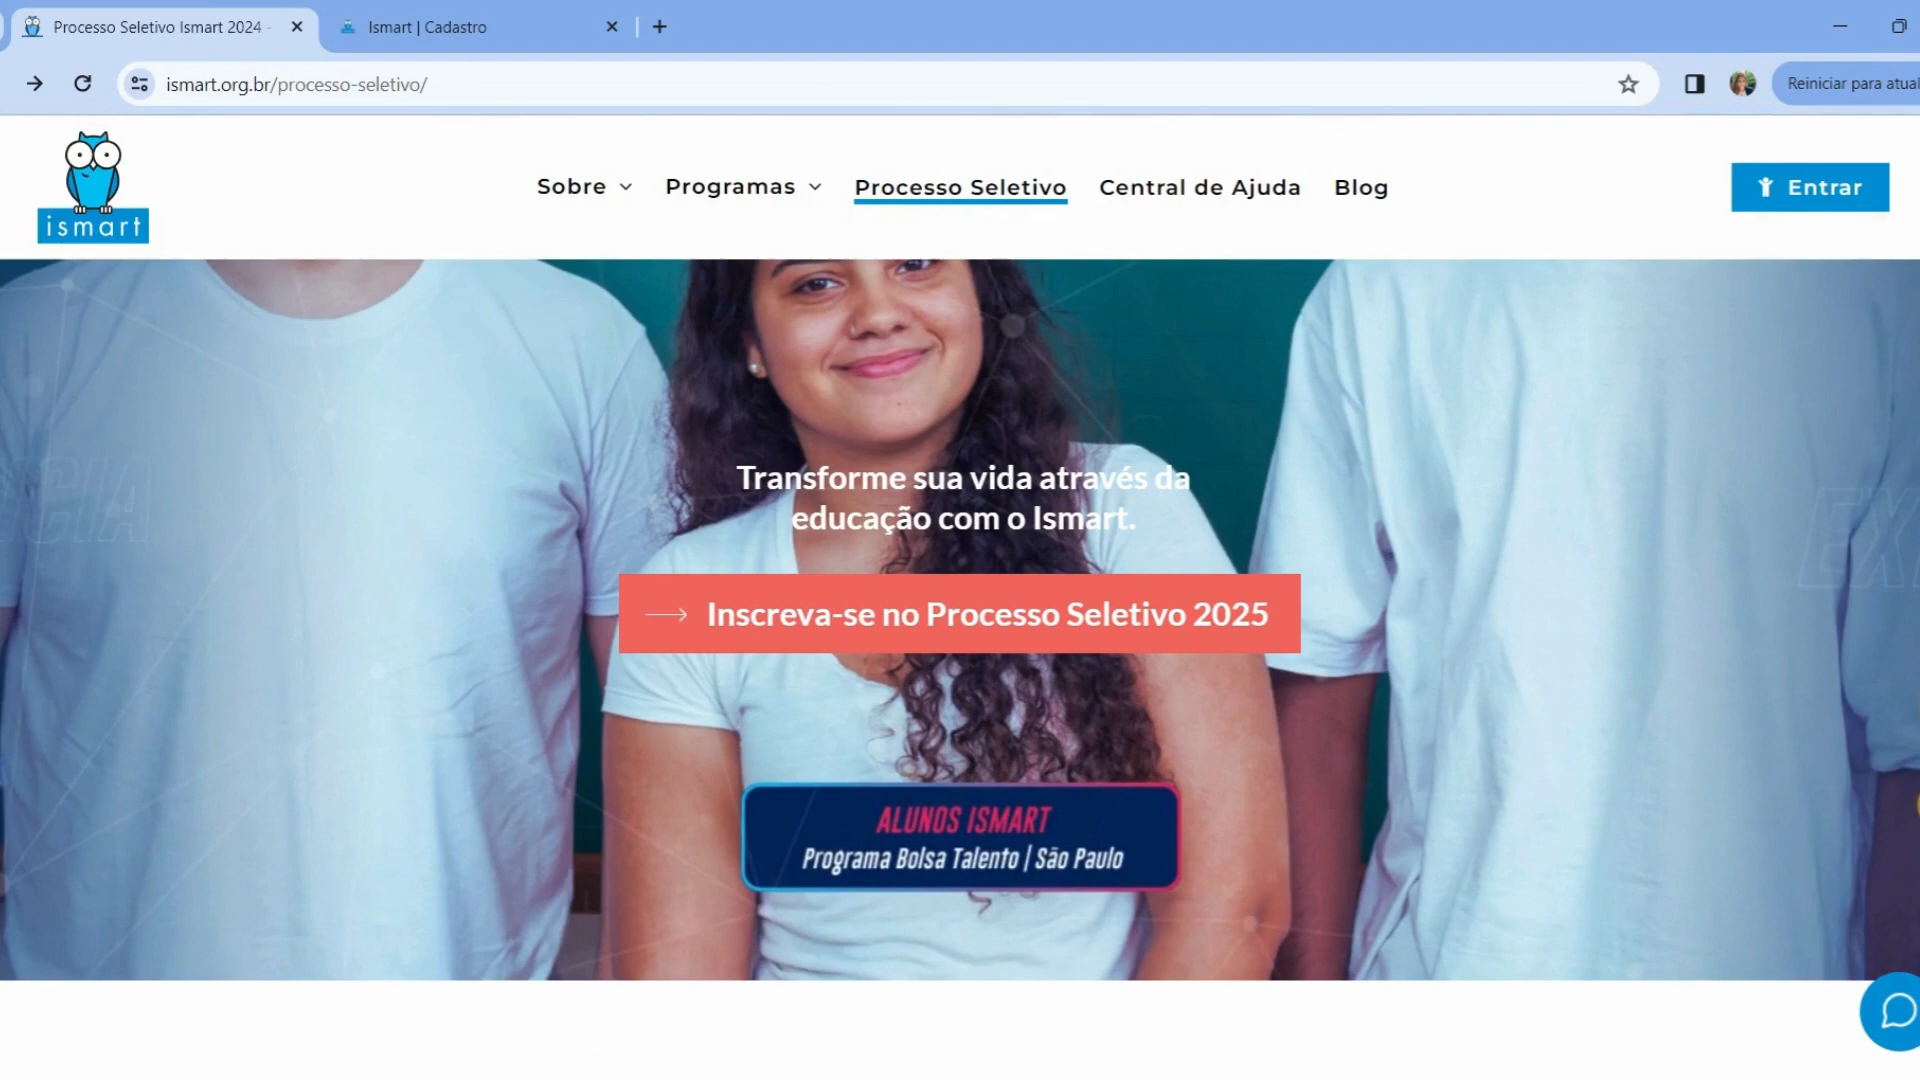 Processo Seletivo Ismart 2024 -
Ismart | Cadastro
ismart.org.br/processo-seletivo/
Reiniciar para atual
ismart
Sobre
Programas
Processo Seletivo
Central de Ajuda
Blog
Entrar
Transforme sua vida através da
educação com o Ismart.
Inscreva-se no Processo Seletivo 2025
ALUNOS ISMART
Programa Bolsa Talento | São Paulo